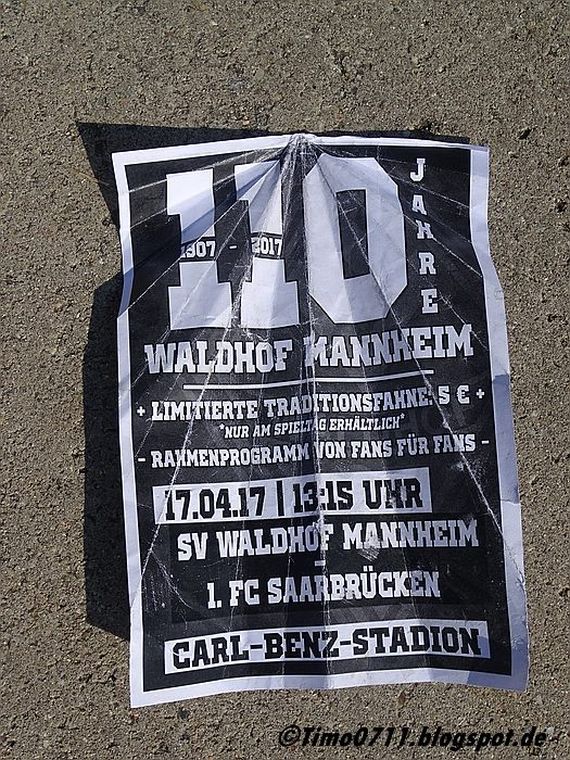 110
JAHRE
1907 - 2017
WALDHOF MANNHEIM
+ LIMITIERTE TRADITIONSFAHNE: 5 € +
*NUR AM SPIELTAG ERHÄLTLICH*
- RAHMENPROGRAMM VON FANS FÜR FANS -
17.04.17 | 13:15 UHR
SV WALDHOF MANNHEIM
-
1. FC SAARBRÜCKEN
CARL-BENZ-STADION
©Timo0711.blogspot.de